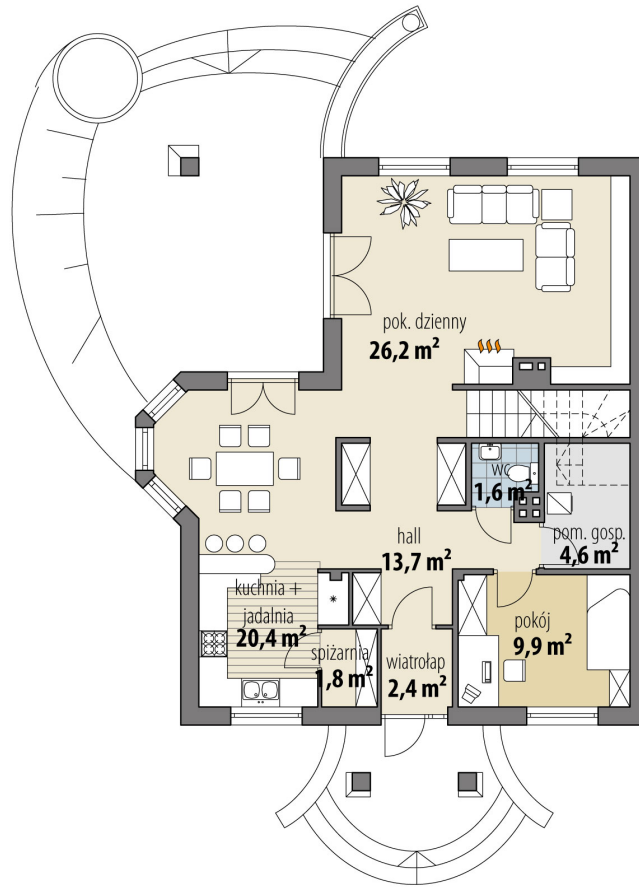 pok. dzienny
26,2 m²
wc
1,6 m²
hall
13,7 m²
pom. gosp.
4,6 m²
kuchnia +
jadalnia
20,4 m²
spiżarnia
1,8 m²
wiatrołap
2,4 m²
pokój
9,9 m²